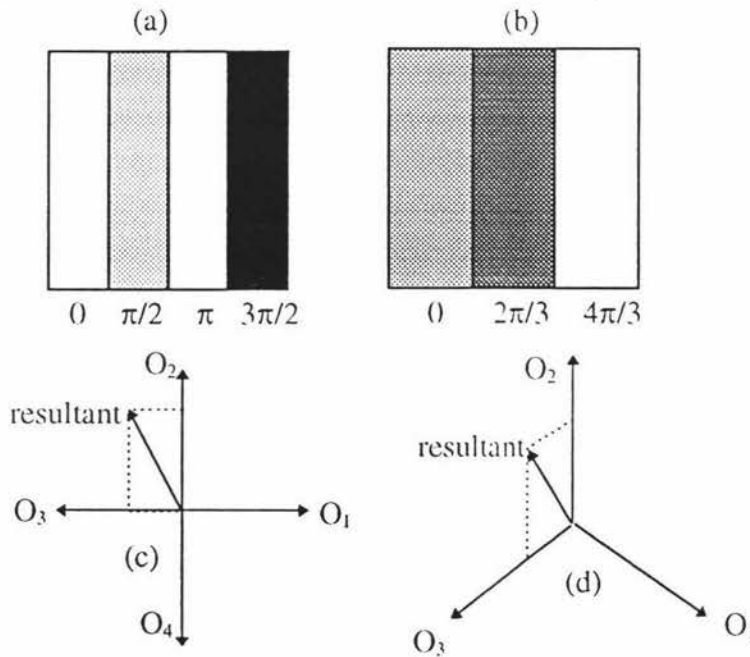 (a)
(b)
0 π/2 π 3π/2
0 2π/3 4π/3
O₂
resultant
O₃
O₁
(c)
O₄
O₂
resultant
(d)
O₃
O